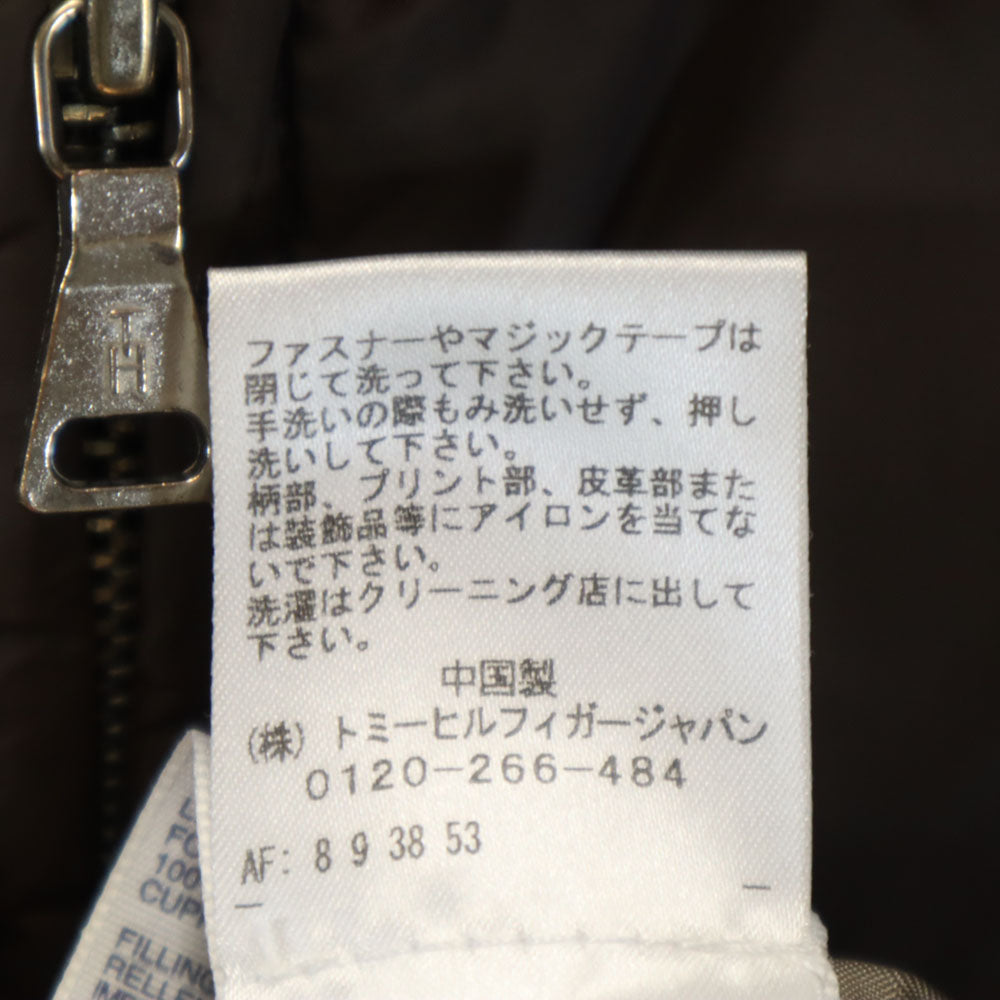 TH
ファスナーやマジックテープは
閉じて洗って下さい。
手洗いの際もみ洗いせず、押し
洗いして下さい。
柄部、プリント部、皮革部また
は装飾品等にアイロンを当てな
いで下さい。
洗濯はクリーニング店に出して
下さい。
中国製
(株) トミーヒルフィガージャパン
0120-266-484
AF: 8 9 38 53
100
FILLING